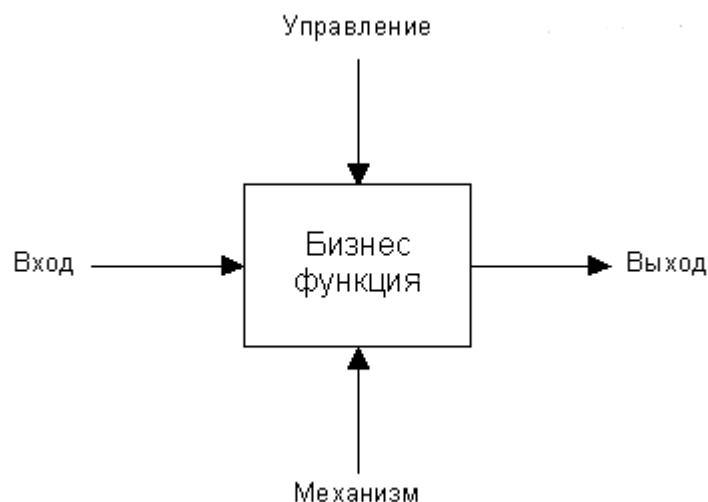 Управление
Вход
Бизнес
функция
Выход
Механизм